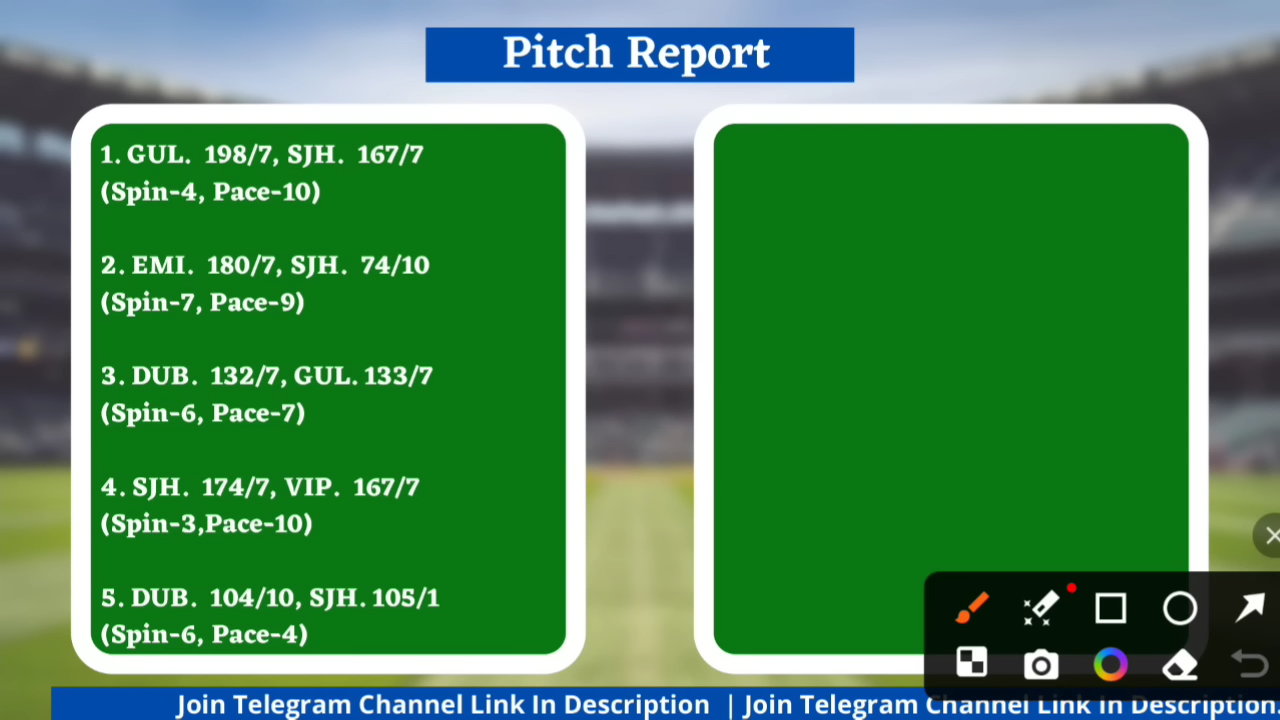 Pitch Report
1. GUL. 198/7, SJH. 167/7
(Spin-4, Pace-10)
2. EMI. 180/7, SJH. 74/10
(Spin-7, Pace-9)
3. DUB. 132/7, GUL. 133/7
(Spin-6, Pace-7)
4. SJH. 174/7, VIP. 167/7
(Spin-3,Pace-10)
5. DUB. 104/10, SJH. 105/1
(Spin-6, Pace-4)
Join Telegram Channel Link In Description | Join Telegram Channel Link In Description.